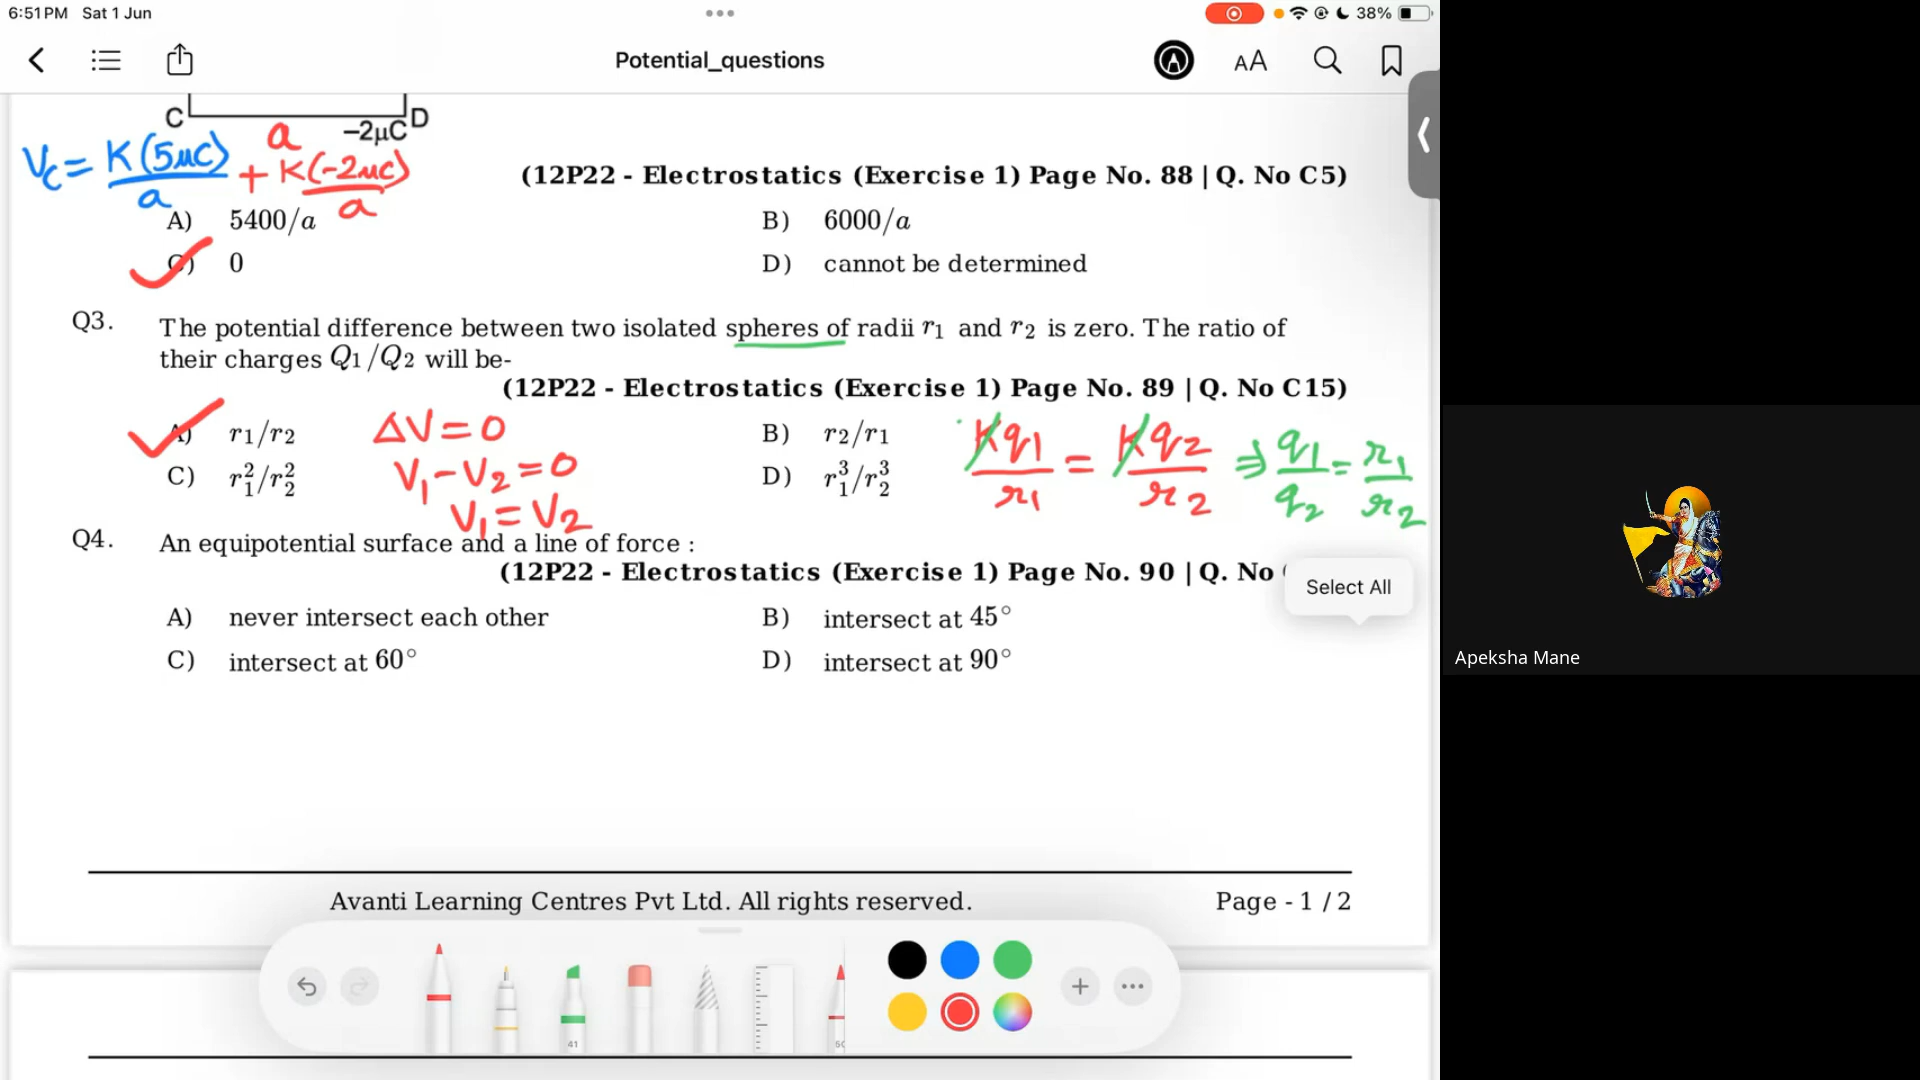 6:51 PM Sat 1 Jun
38%
Potential_questions
AA
C
D
a
−2μC
Vc = K(5μC)/a + K(−2μC)/a
(12P22 - Electrostatics (Exercise 1) Page No. 88 | Q. No C5)
A) 5400/a
B) 6000/a
C) 0
D) cannot be determined
Q3. The potential difference between two isolated spheres of radii r1 and r2 is zero. The ratio of
their charges Q1/Q2 will be-
(12P22 - Electrostatics (Exercise 1) Page No. 89 | Q. No C15)
A) r1/r2
B) r2/r1
C) r1²/r2²
D) r1³/r2³
ΔV = 0
V1 − V2 = 0
V1 = V2
Kq1/r1 = Kq2/r2 ⇒ q1/q2 = r1/r2
Q4. An equipotential surface and a line of force :
(12P22 - Electrostatics (Exercise 1) Page No. 90 | Q. No
Select All
A) never intersect each other
B) intersect at 45°
C) intersect at 60°
D) intersect at 90°
Apeksha Mane
Avanti Learning Centres Pvt Ltd. All rights reserved.
Page - 1 / 2
41